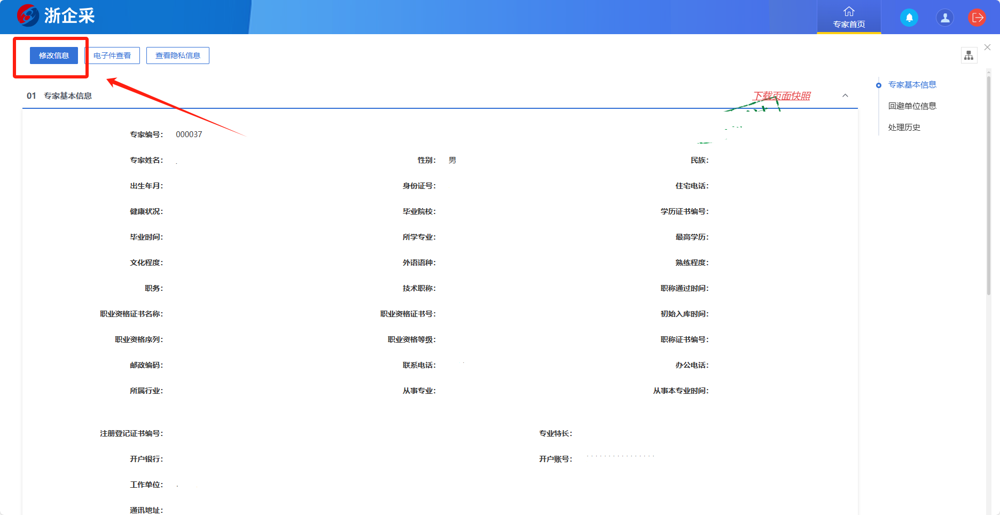 浙企采
专家首页
修改信息 电子件查看 查看隐私信息
01 专家基本信息 下载页面快照
专家基本信息
回避单位信息
处理历史
专家编号： 000037
专家姓名： 性别： 男 民族：
出生年月： 身份证号： 住宅电话：
健康状况： 毕业院校： 学历证书编号：
毕业时间： 所学专业： 最高学历：
文化程度： 外语语种： 熟练程度：
职务： 技术职称： 职称通过时间：
职业资格证书名称： 职业资格证书号： 初始入库时间：
职业资格序列： 职业资格等级： 职称证书编号：
邮政编码： 联系电话： 办公电话：
所属行业： 从事专业： 从事本专业时间：
注册登记证书编号： 专业特长：
开户银行： 开户账号：
工作单位：
通讯地址：